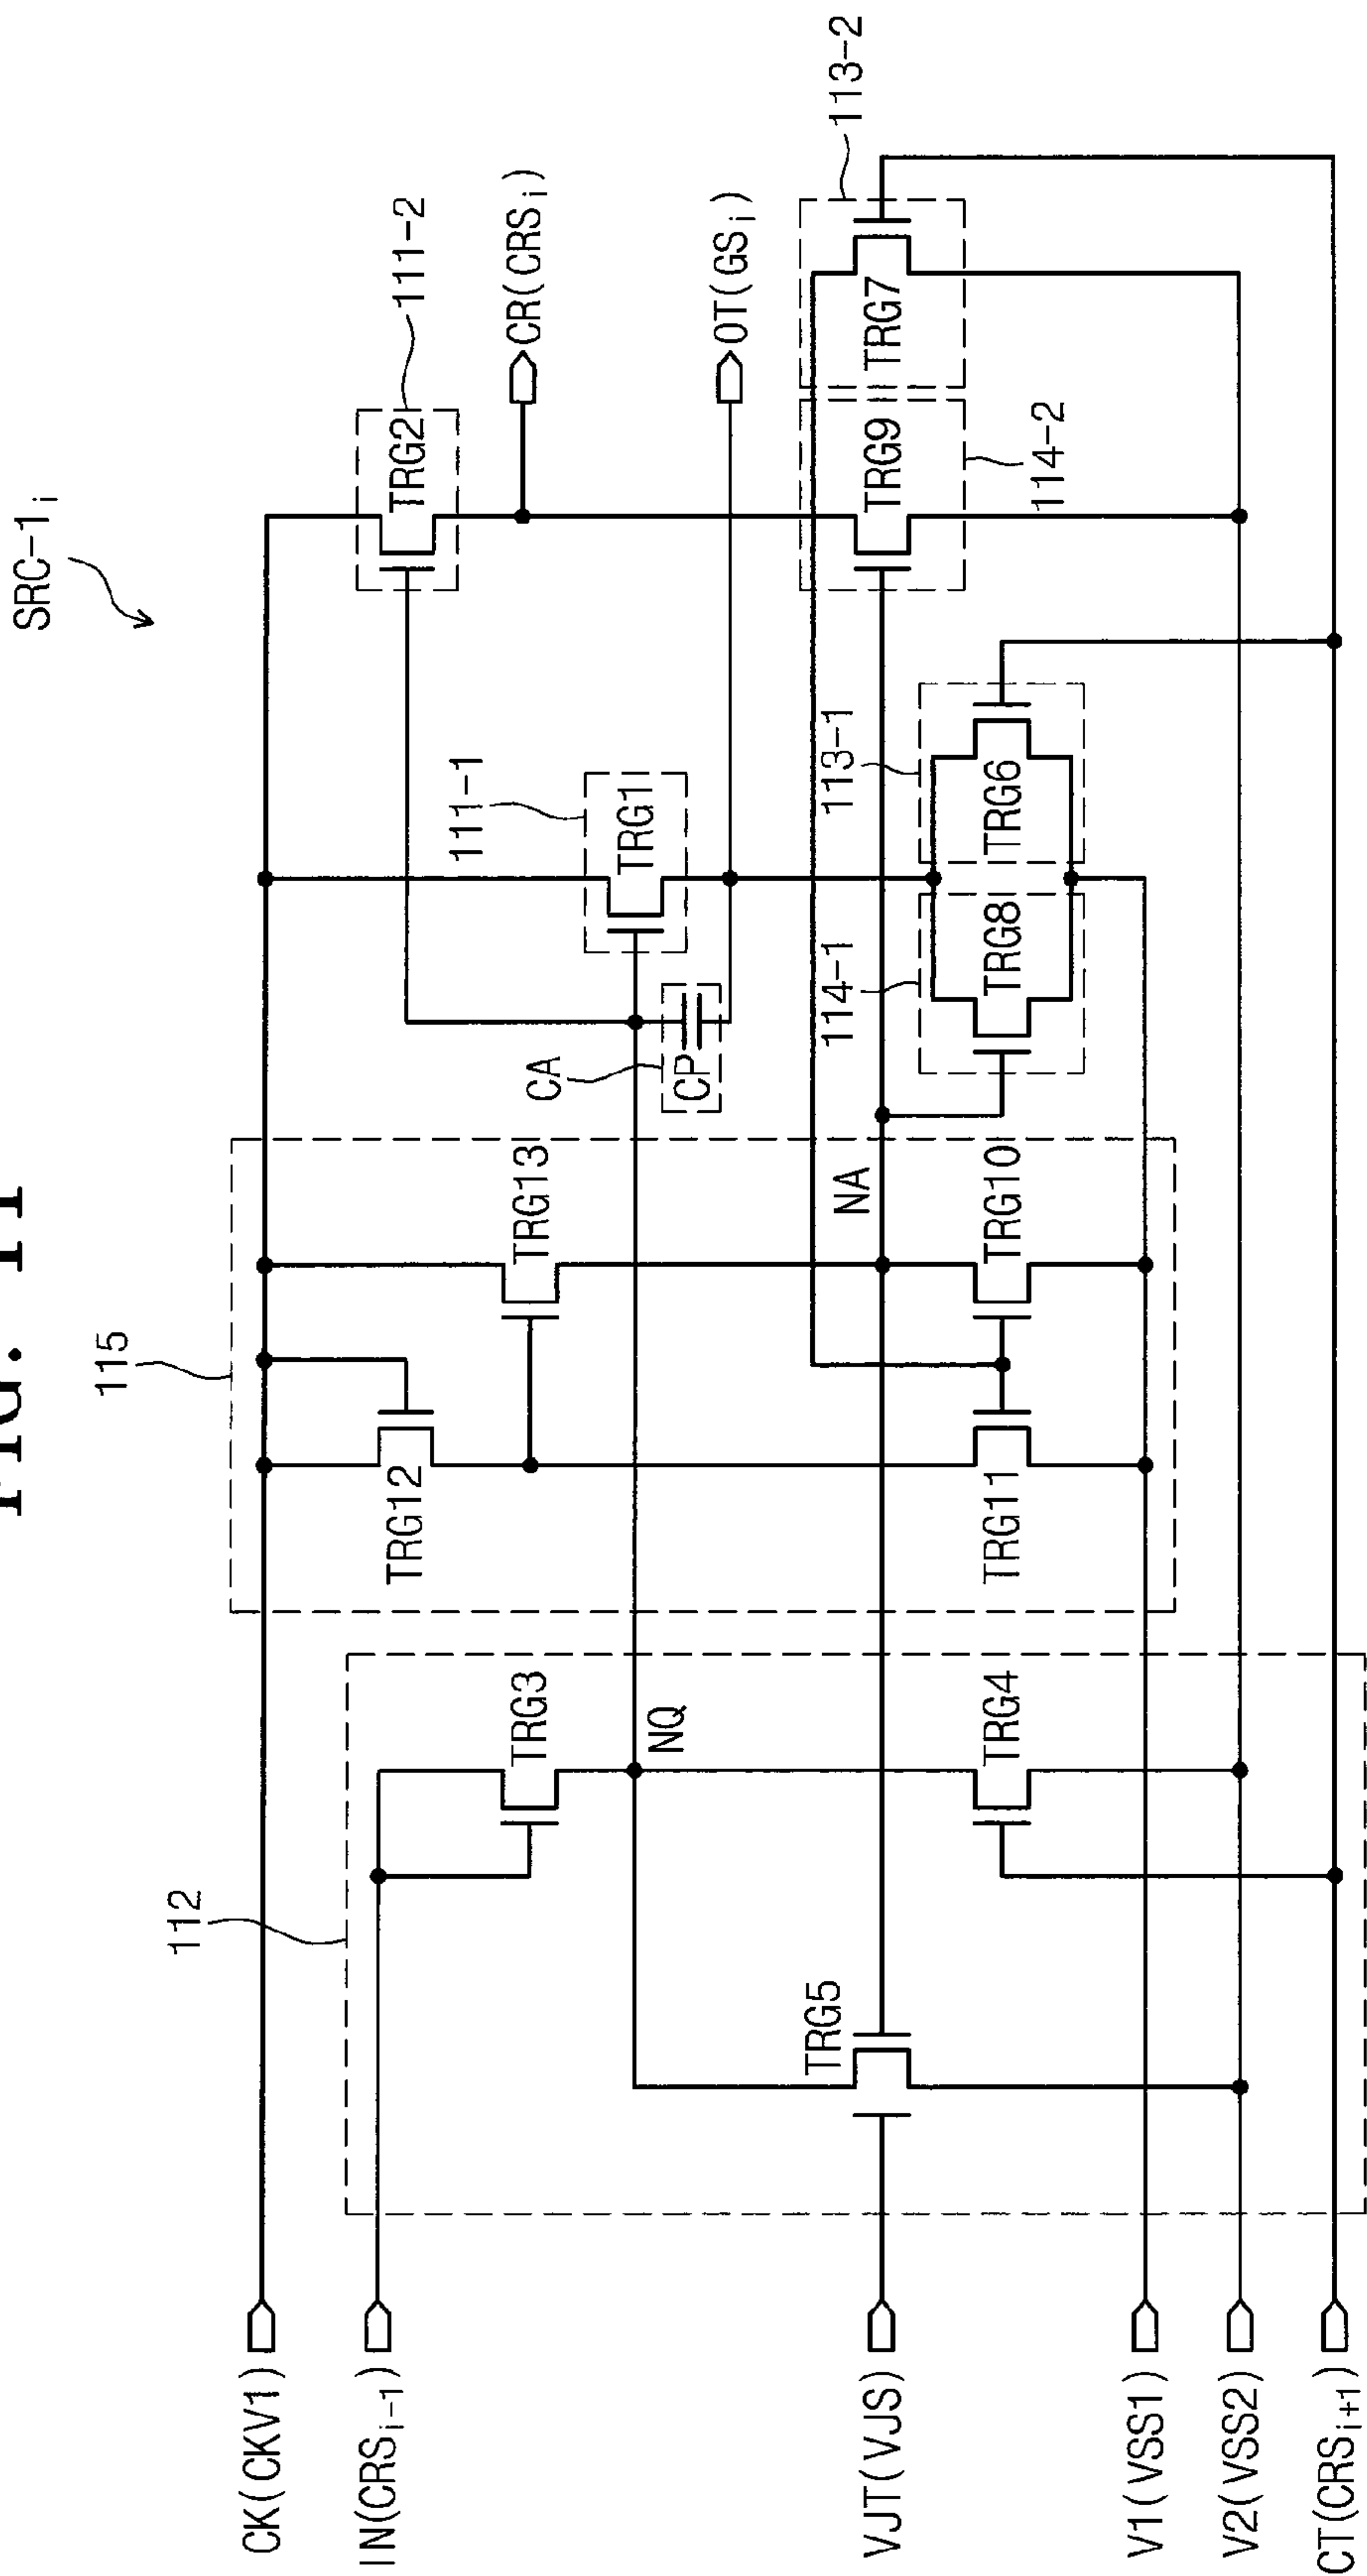 FIG. 11
SRC-1i
115
112
111-2
TRG2
CR(CRSi)
111-1
TRG1
OT(GSi)
CA
CP
TRG13
TRG12
TRG3
NQ
NA
TRG10
TRG11
TRG4
TRG5
114-1
TRG8
113-1
TRG6
TRG9
114-2
TRG7
113-2
CK(CKV1)
IN(CRSi-1)
VJT(VJS)
V1(VSS1)
V2(VSS2)
CT(CRSi+1)